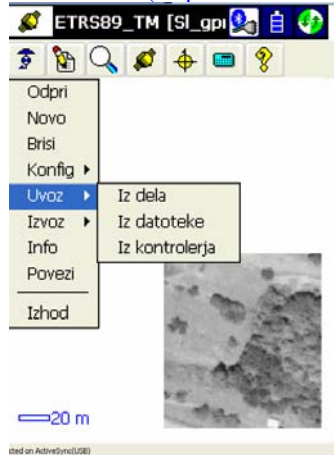 ETRS89_TM [Sl_gpi
Odpri
Novo
Brisi
Konfig
Uvoz
Iz dela
Izvoz
Iz datoteke
Info
Iz kontrolerja
Povezi
Izhod
20 m
cted on ActiveSync(USB)